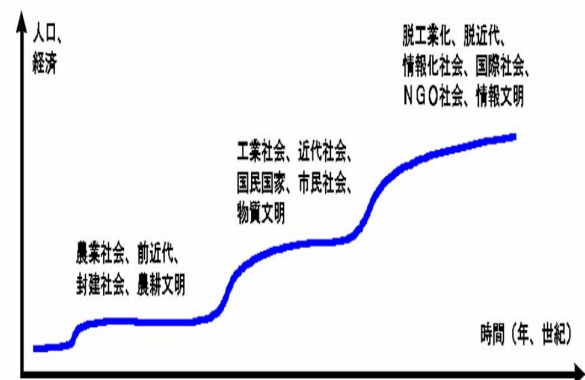 人口、
経済
脱工業化、脱近代、
情報化社会、国際社会、
ＮＧＯ社会、情報文明
工業社会、近代社会、
国民国家、市民社会、
物質文明
農業社会、前近代、
封建社会、農耕文明
時間（年、世紀）